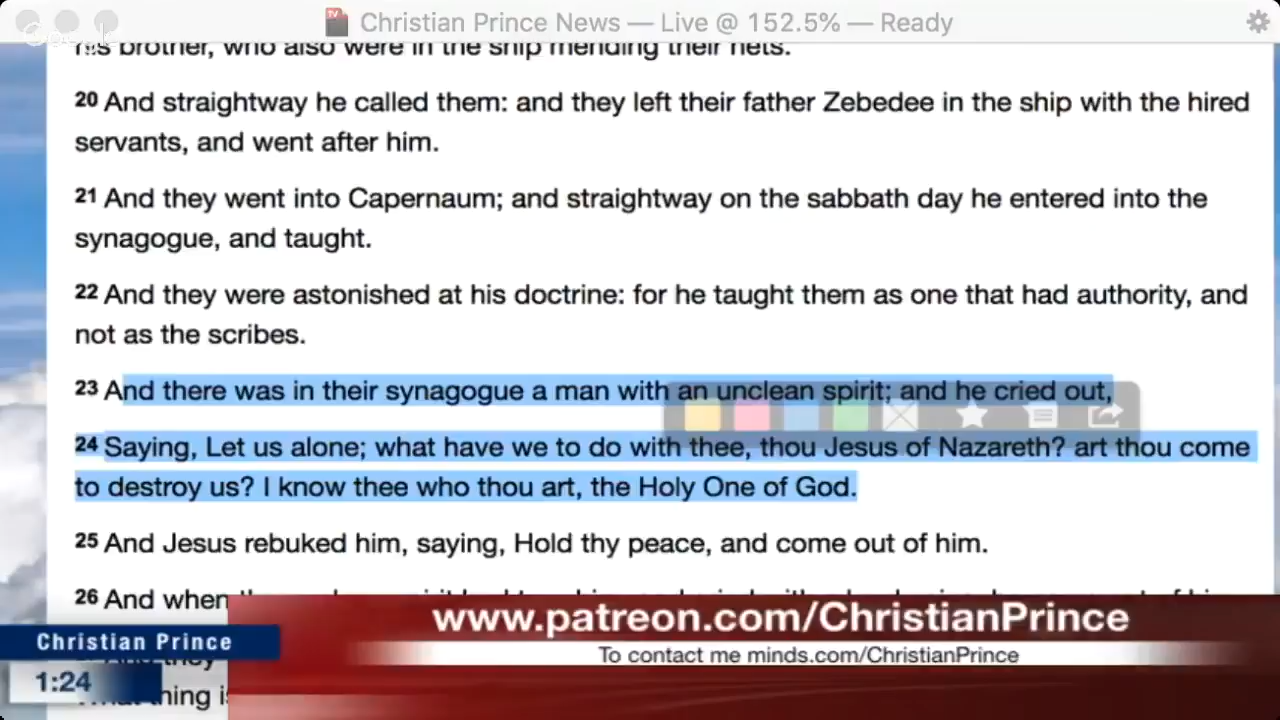 Christian Prince News — Live @ 152.5% — Ready
his brother, who also were in the ship mending their nets.
20 And straightway he called them: and they left their father Zebedee in the ship with the hired
servants, and went after him.
21 And they went into Capernaum; and straightway on the sabbath day he entered into the
synagogue, and taught.
22 And they were astonished at his doctrine: for he taught them as one that had authority, and
not as the scribes.
23 And there was in their synagogue a man with an unclean spirit; and he cried out,
24 Saying, Let us alone; what have we to do with thee, thou Jesus of Nazareth? art thou come
to destroy us? I know thee who thou art, the Holy One of God.
25 And Jesus rebuked him, saying, Hold thy peace, and come out of him.
26 And when
www.patreon.com/ChristianPrince
Christian Prince
To contact me minds.com/ChristianPrince
they
1:24